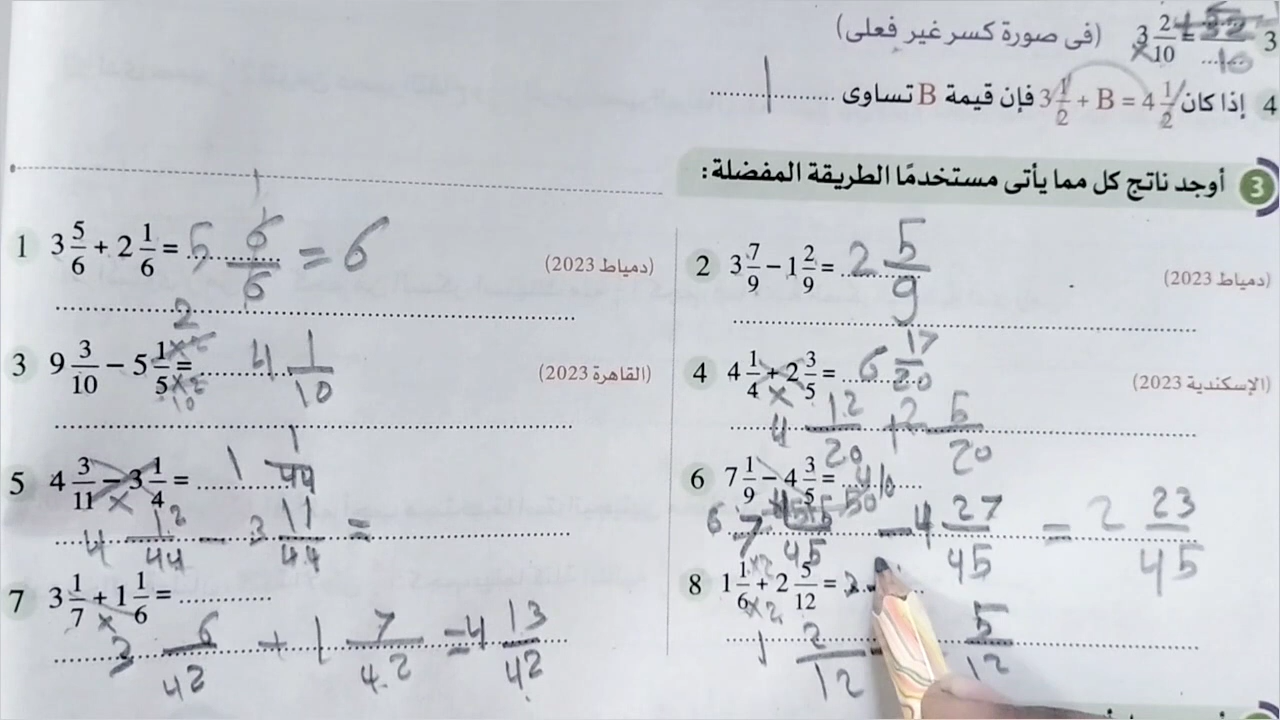 3 3 2/10 = 32/10 (فى صورة كسر غير فعلى)
4 إذا كان 3 1/2 + B = 4 1/2 فإن قيمة B تساوى 1
3 أوجد ناتج كل مما يأتى مستخدمًا الطريقة المفضلة:
1 3 5/6 + 2 1/6 = 5 6/6 = 6 (دمياط 2023)
2 3 7/9 − 1 2/9 = 2 5/9 (دمياط 2023)
3 9 3/10 − 5 1/5 = 4 1/10 (القاهرة 2023)
4 4 1/4 + 2 3/5 = 6 17/20 (الإسكندية 2023)
4 12/20 + 2 5/20
5 4 3/11 − 3 1/4 = 1 1/44
4 12/44 − 3 11/44 =
6 7 1/9 − 4 3/5 =
− 4 27/45 = 2 23/45
7 3 1/7 + 1 1/6 =
3 6/42 + 1 7/42 = 4 13/42
8 1 1/6 + 2 5/12 =
1 2/12 5/12